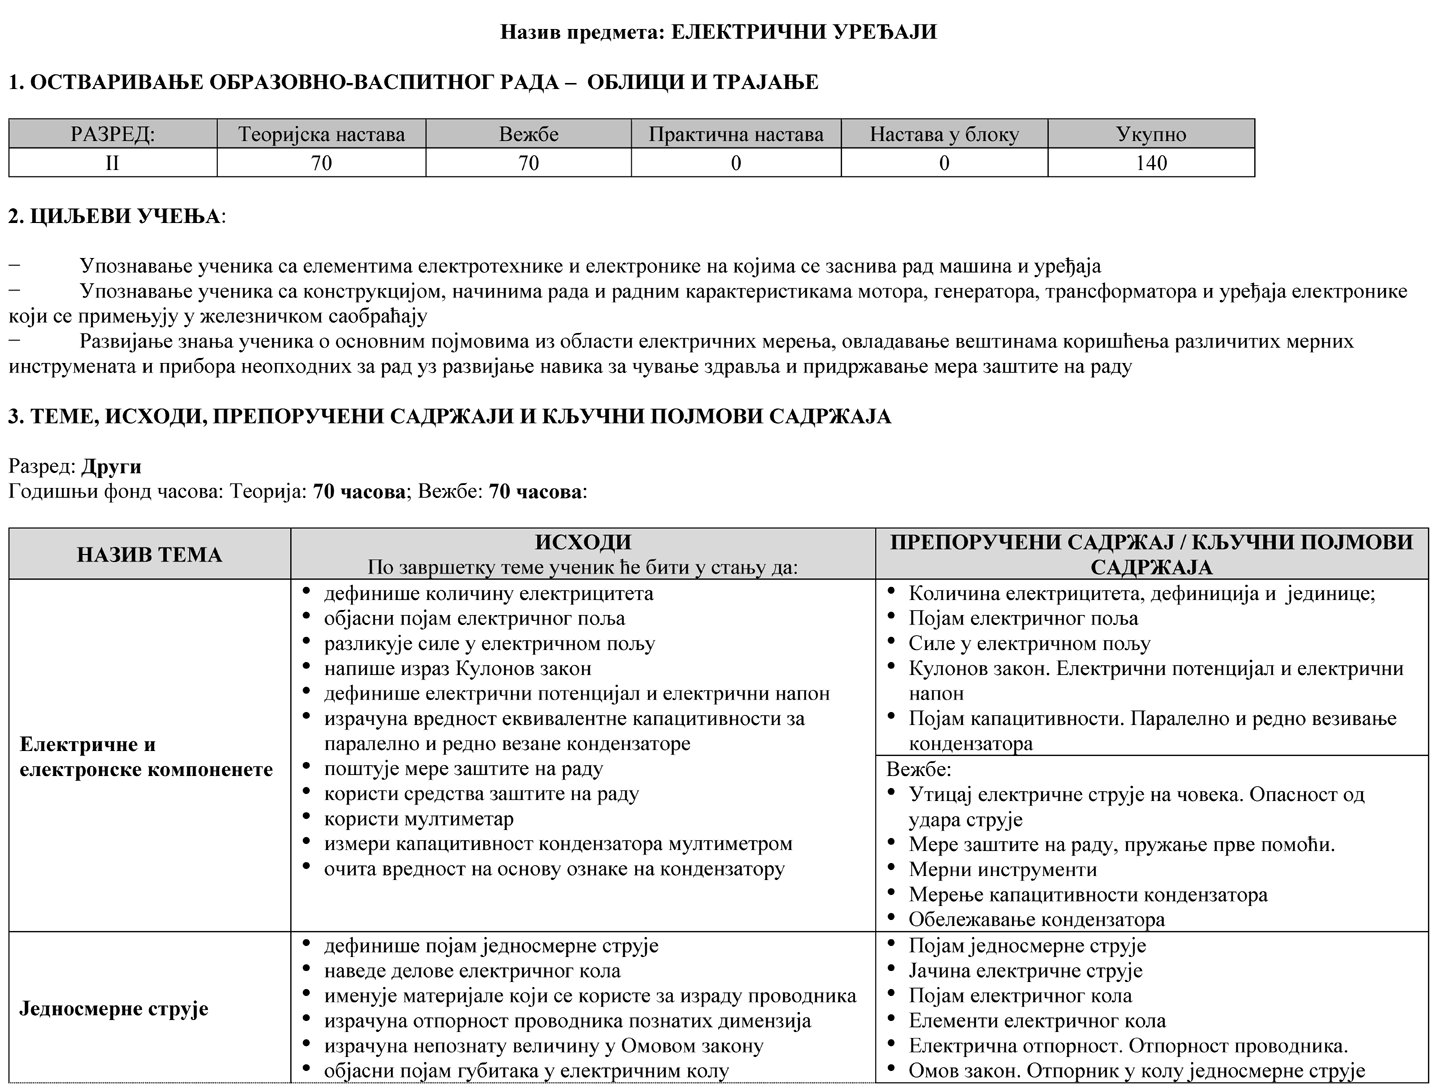 Назив предмета: ЕЛЕКТРИЧНИ УРЕЂАЈИ
1. ОСТВАРИВАЊЕ ОБРАЗОВНО-ВАСПИТНОГ РАДА – ОБЛИЦИ И ТРАЈАЊЕ
РАЗРЕД: Теоријска настава Вежбе Практична настава Настава у блоку Укупно
II 70 70 0 0 140
2. ЦИЉЕВИ УЧЕЊА:
– Упознавање ученика са елементима електротехнике и електронике на којима се заснива рад машина и уређаја
– Упознавање ученика са конструкцијом, начинима рада и радним карактеристикама мотора, генератора, трансформатора и уређаја електронике
који се примењују у железничком саобраћају
– Развијање знања ученика о основним појмовима из области електричних мерења, овладавање вештинама коришћења различитих мерних
инструмената и прибора неопходних за рад уз развијање навика за чување здравља и придржавање мера заштите на раду
3. ТЕМЕ, ИСХОДИ, ПРЕПОРУЧЕНИ САДРЖАЈИ И КЉУЧНИ ПОЈМОВИ САДРЖАЈА
Разред: Други
Годишњи фонд часова: Теорија: 70 часова; Вежбе: 70 часова:
НАЗИВ ТЕМА
ИСХОДИ
По завршетку теме ученик ће бити у стању да:
ПРЕПОРУЧЕНИ САДРЖАЈ / КЉУЧНИ ПОЈМОВИ
САДРЖАЈА
Електричне и
електронске компоненете
• дефинише количину електрицитета
• објасни појам електричног поља
• разликује силе у електричном пољу
• напише израз Кулонов закон
• дефинише електрични потенцијал и електрични напон
• израчуна вредност еквивалентне капацитивности за
паралелно и редно везане кондензаторе
• поштује мере заштите на раду
• користи средства заштите на раду
• користи мултиметар
• измери капацитивност кондензатора мултиметром
• очита вредност на основу ознаке на кондензатору
• Количина електрицитета, дефиниција и јединице;
• Појам електричног поља
• Силе у електричном пољу
• Кулонов закон. Електрични потенцијал и електрични
напон
• Појам капацитивности. Паралелно и редно везивање
кондензатора
Вежбе:
• Утицај електричне струје на човека. Опасност од
удара струје
• Мере заштите на раду, пружање прве помоћи.
• Мерни инструменти
• Мерење капацитивности кондензатора
• Обележавање кондензатора
Једносмерне струје
• дефинише појам једносмерне струје
• наведе делове електричног кола
• именује материјале који се користе за израду проводника
• израчуна отпорност проводника познатих димензија
• израчуна непознату величину у Омовом закону
• објасни појам губитака у електричним колу
• Појам једносмерне струје
• Јачина електричне струје
• Појам електричног кола
• Елементи електричног кола
• Електрична отпорност. Отпорност проводника.
• Омов закон. Отпорник у колу једносмерне струје